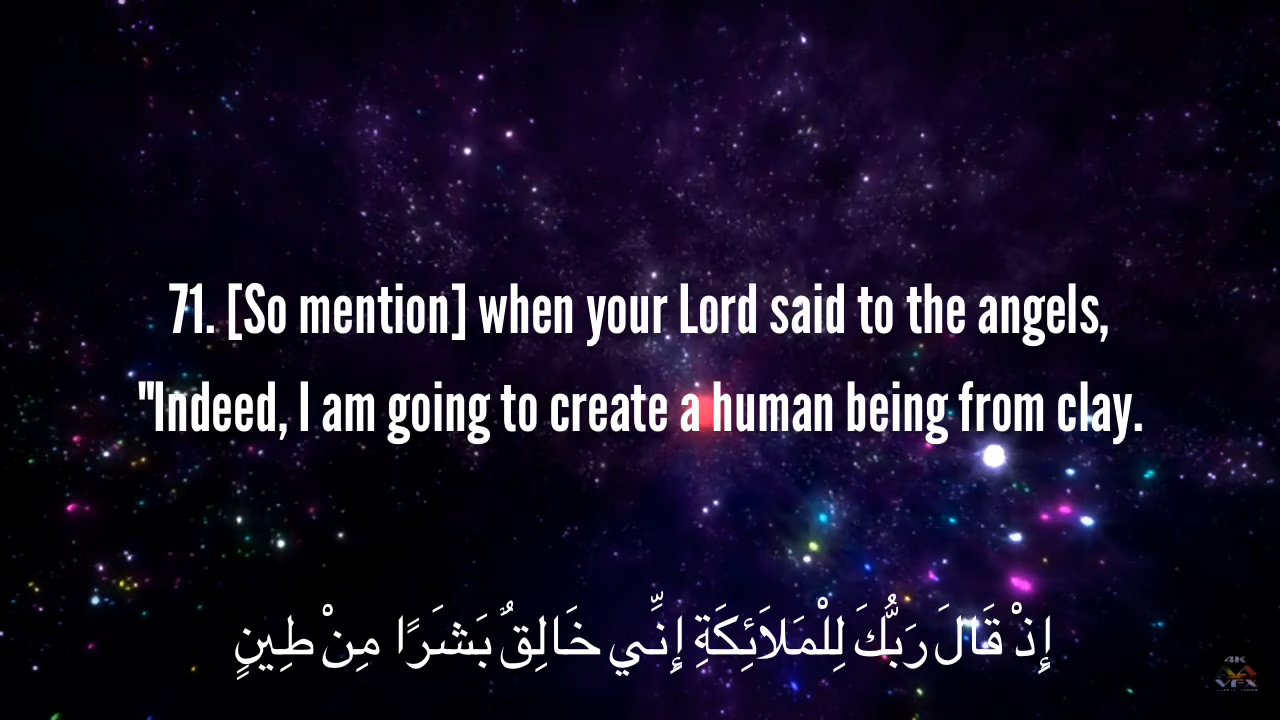 71. [So mention] when your Lord said to the angels,
"Indeed, I am going to create a human being from clay.
إِذْ قَالَ رَبُّكَ لِلْمَلاَئِكَةِ إِنِّي خَالِقٌ بَشَرًا مِنْ طِينٍ
4K
VFX